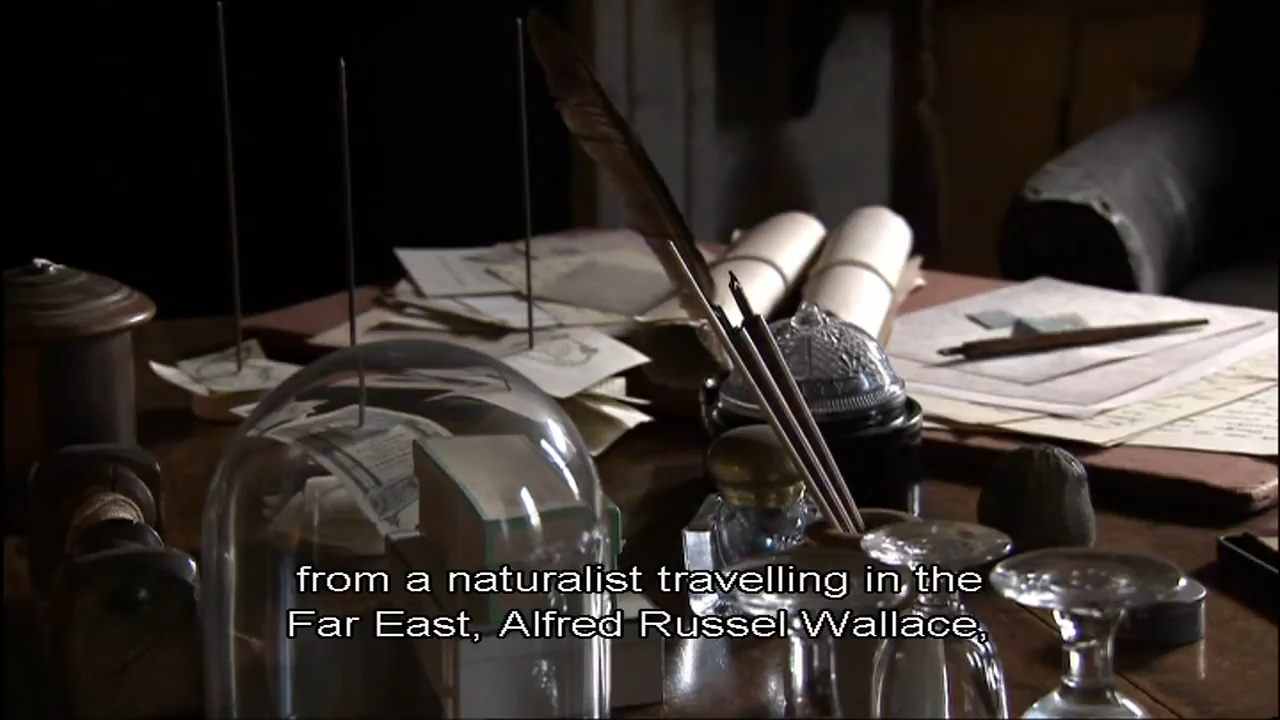 from a naturalist travelling in the
Far East, Alfred Russel Wallace,